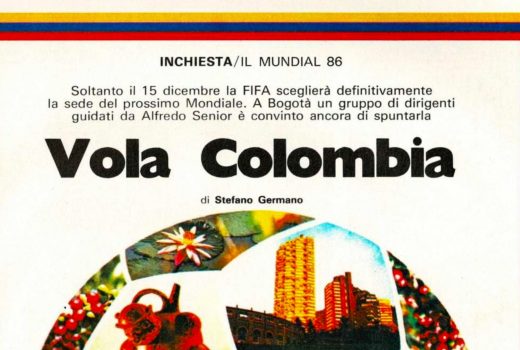 INCHIESTA/IL MUNDIAL 86
Soltanto il 15 dicembre la FIFA sceglierà definitivamente
la sede del prossimo Mondiale. A Bogotà un gruppo di dirigenti
guidati da Alfredo Senior è convinto ancora di spuntarla
Vola Colombia
di Stefano Germano